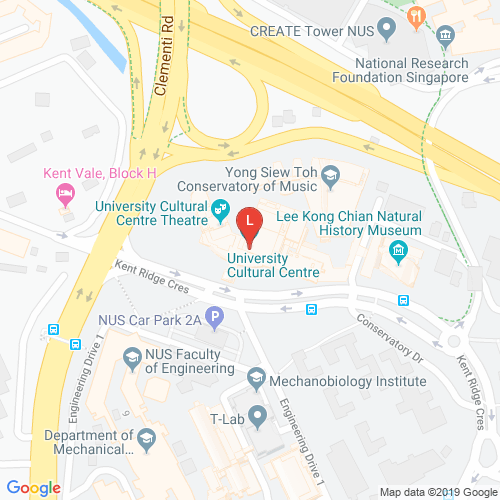 CREATE Tower NUS
Clementi Rd
National Research
Foundation Singapore
Kent Vale, Block H
Yong Siew Toh
Conservatory of Music
University Cultural
Centre Theatre
L
Lee Kong Chian Natural
History Museum
University
Cultural Centre
Kent Ridge Cres
NUS Car Park 2A
P
Conservatory Dr
Engineering Drive 1
NUS Faculty
of Engineering
Kent Ridge Cres
Mechanobiology Institute
9
T-Lab
Engineering Drive 1
Department of
Mechanical...
Google
Map data ©2019 Google